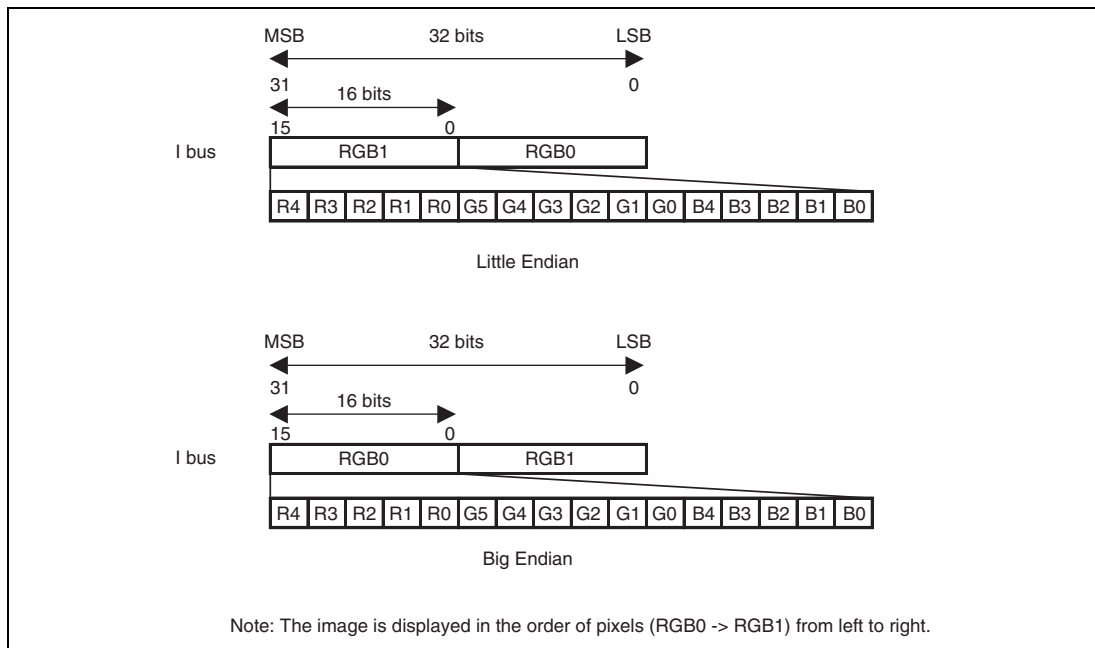 MSB 32 bits LSB
31 0
16 bits
15 0
I bus RGB1 RGB0
R4 R3 R2 R1 R0 G5 G4 G3 G2 G1 G0 B4 B3 B2 B1 B0
Little Endian
MSB 32 bits LSB
31 0
16 bits
15 0
I bus RGB0 RGB1
R4 R3 R2 R1 R0 G5 G4 G3 G2 G1 G0 B4 B3 B2 B1 B0
Big Endian
Note: The image is displayed in the order of pixels (RGB0 -> RGB1) from left to right.